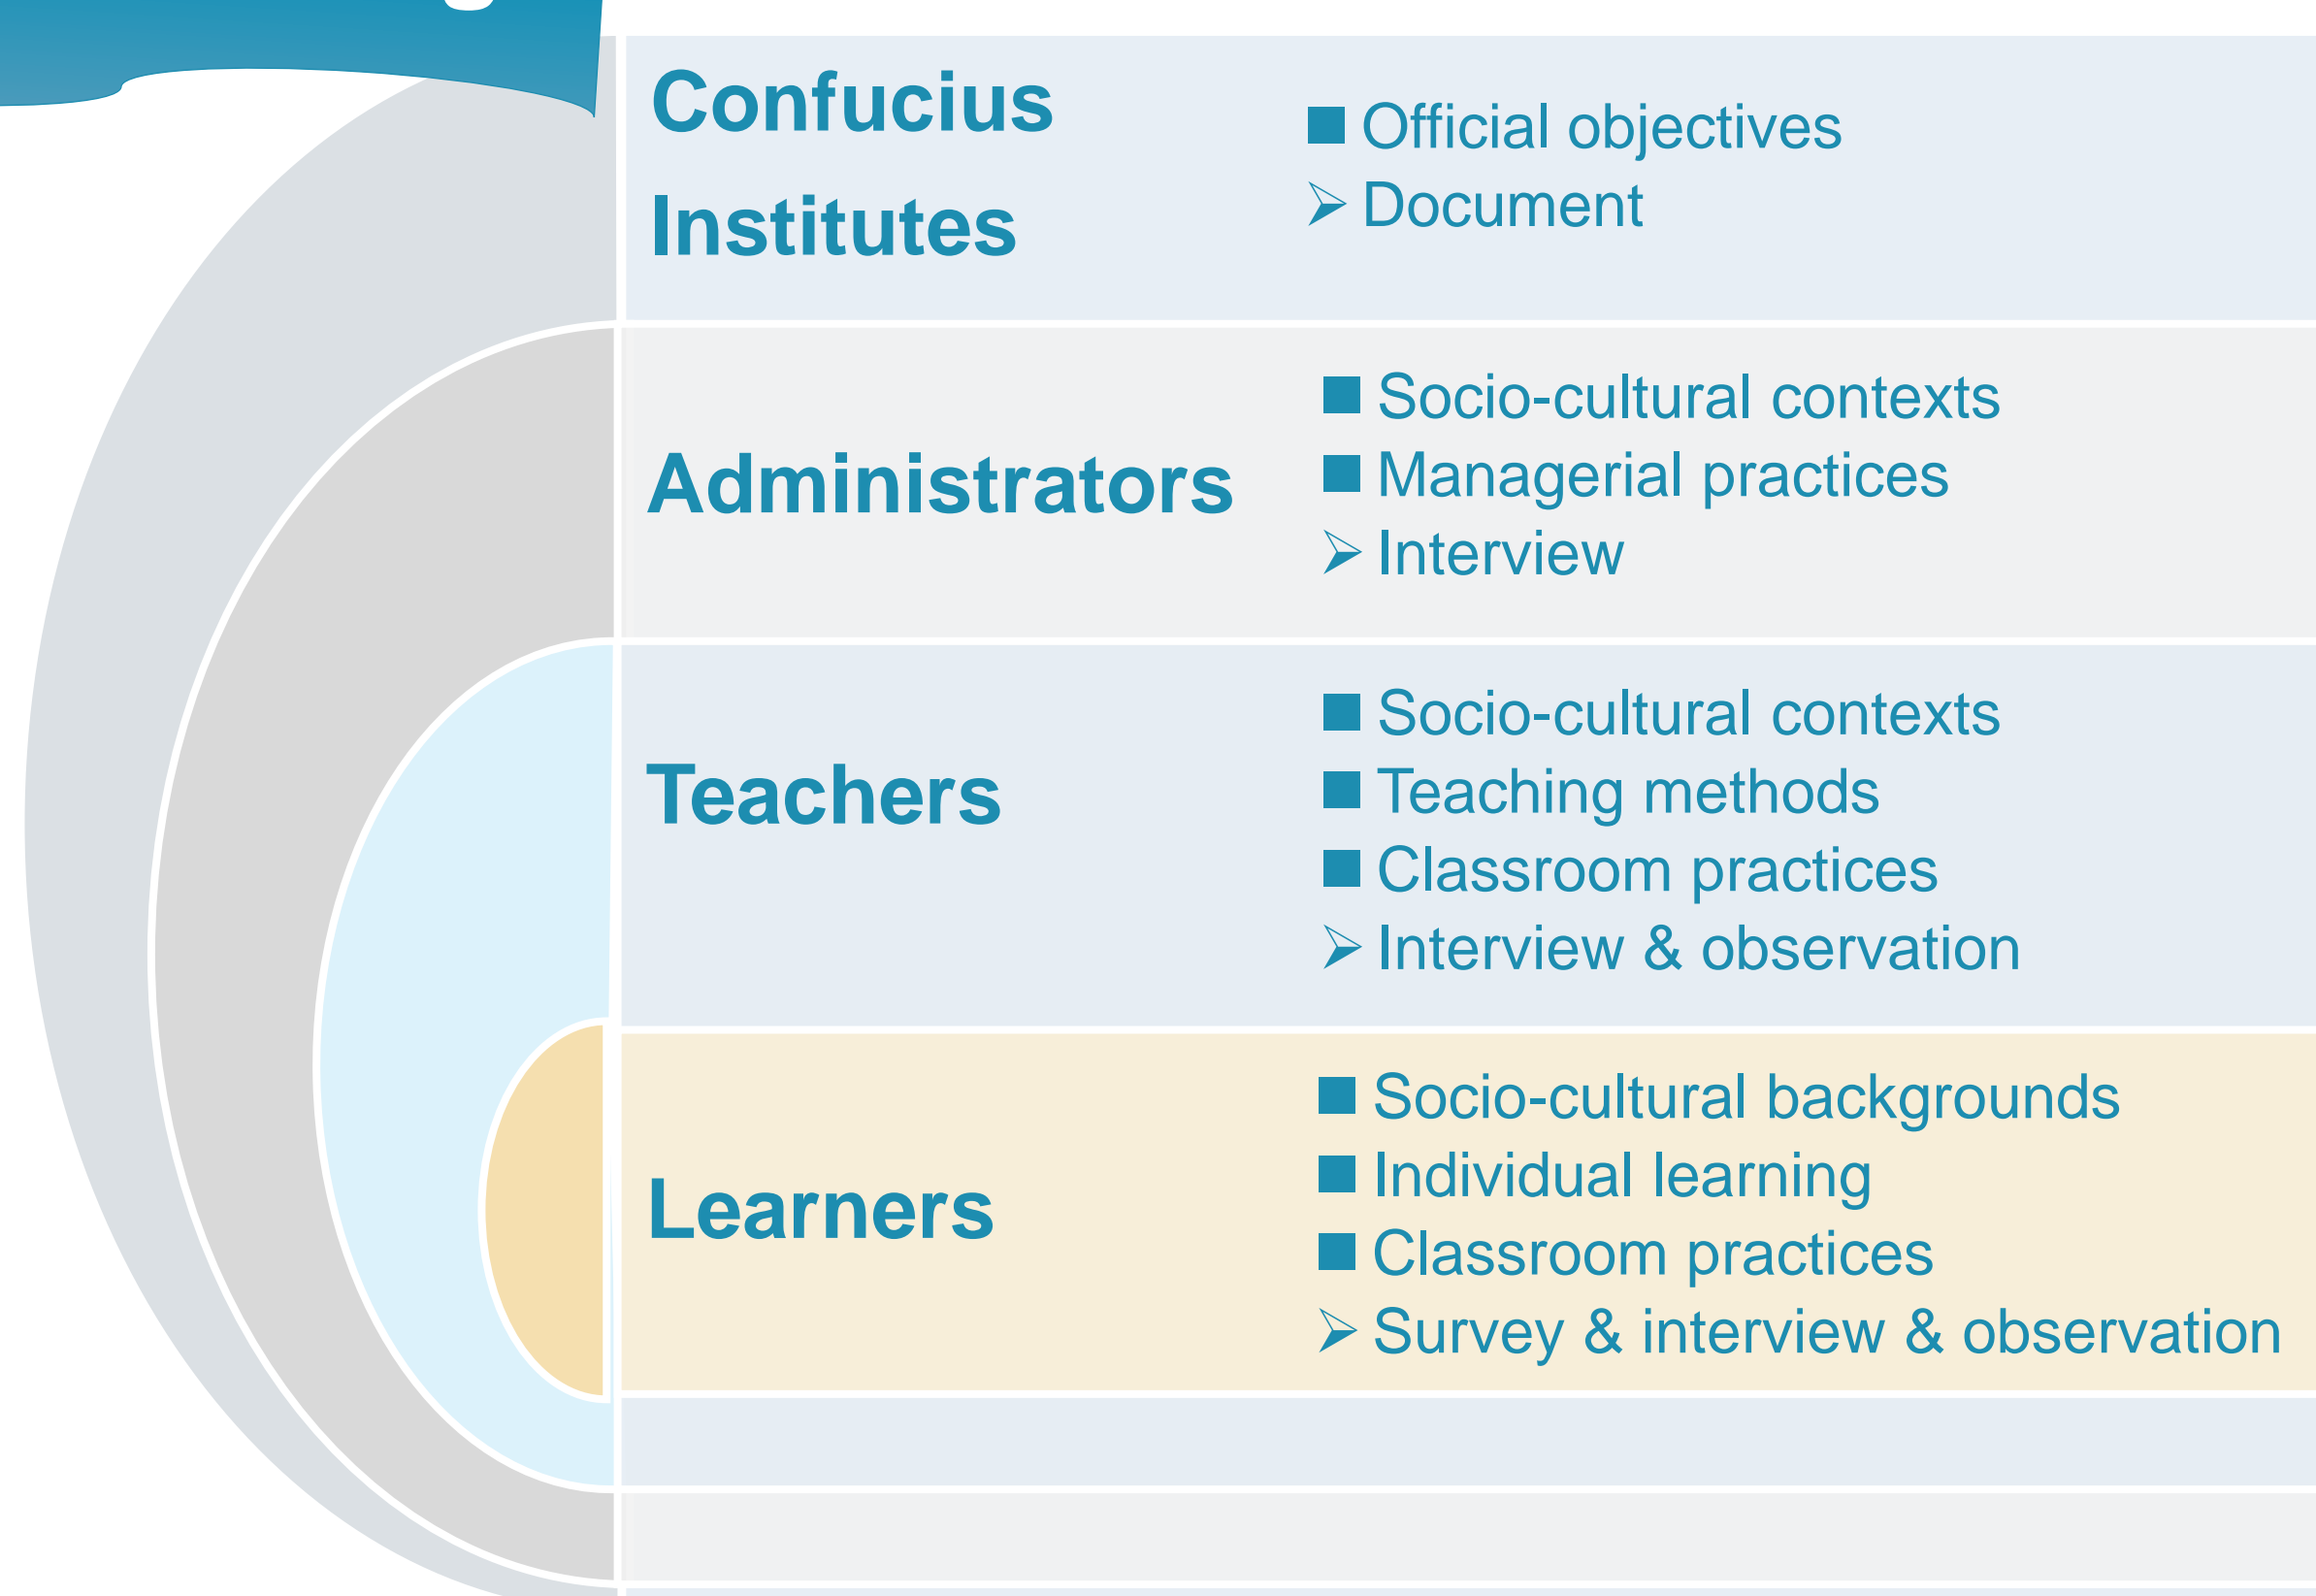 Confucius
Institutes
■ Official objectives
➢ Document
Administrators
■ Socio-cultural contexts
■ Managerial practices
➢ Interview
Teachers
■ Socio-cultural contexts
■ Teaching methods
■ Classroom practices
➢ Interview & observation
Learners
■ Socio-cultural backgrounds
■ Individual learning
■ Classroom practices
➢ Survey & interview & observation